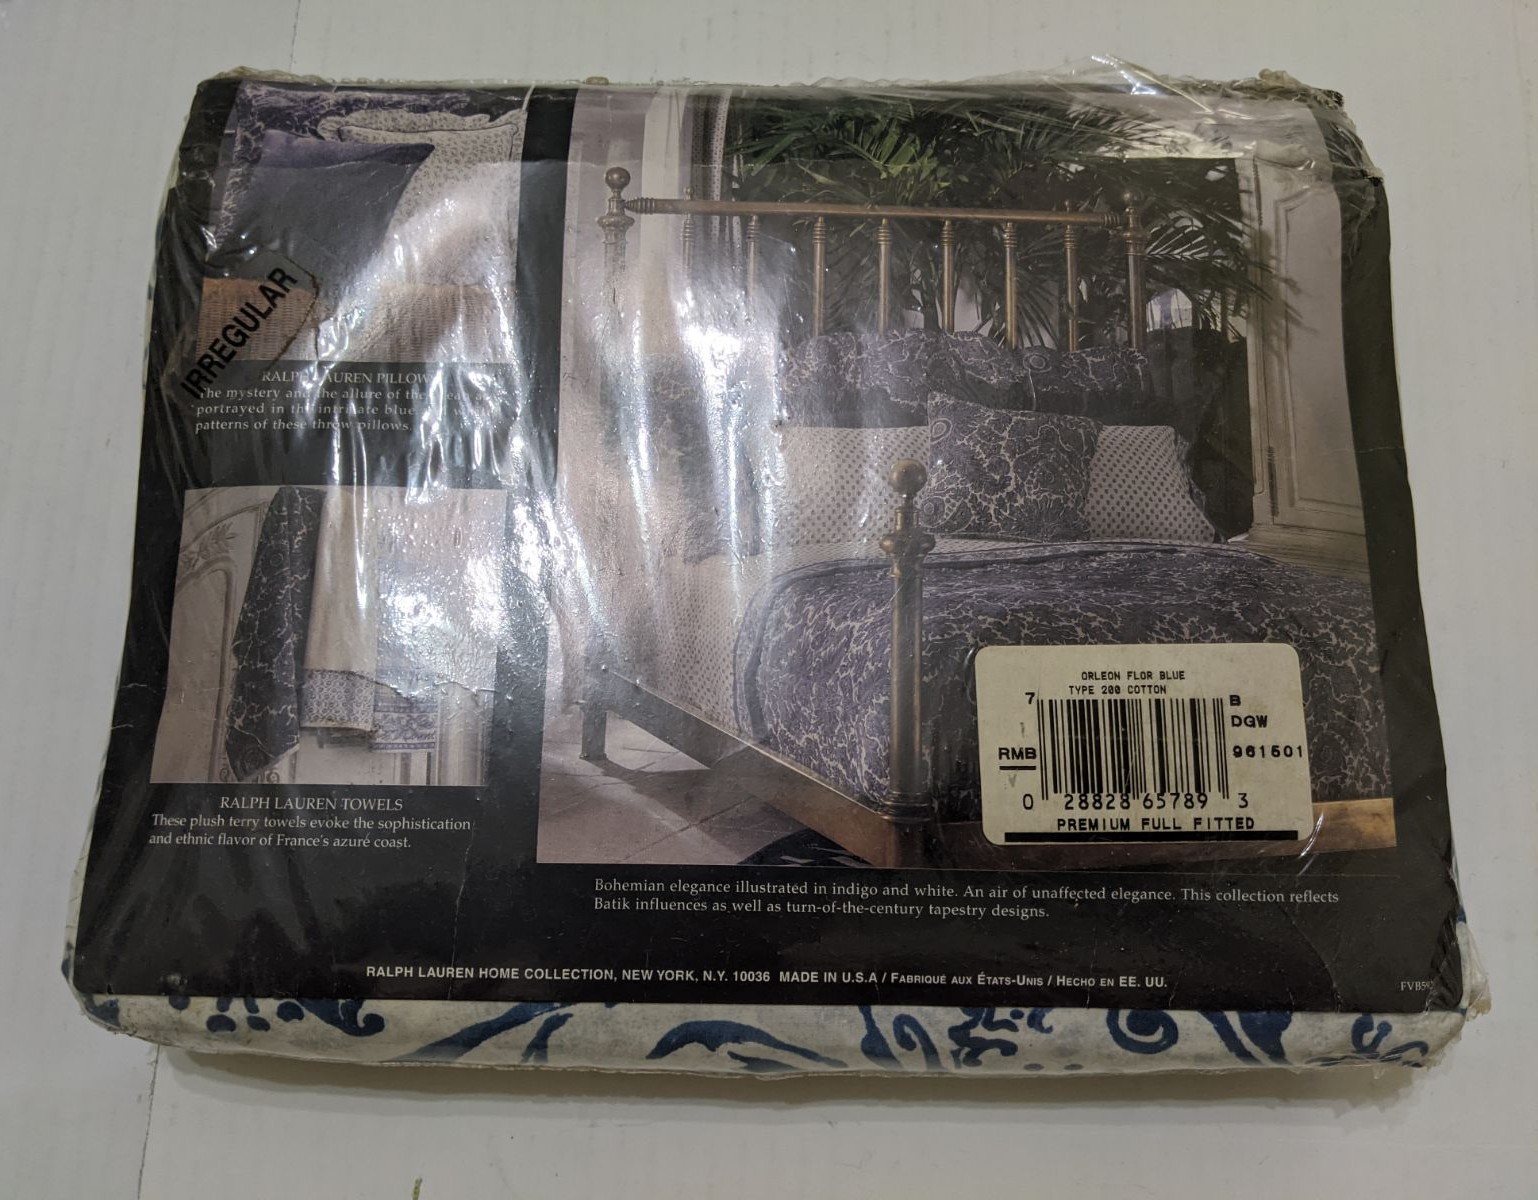 IRREGULAR
RALPH LAUREN PILLOW
The mystery and the allure of the
portrayed in the intricate blue
patterns of these throw pillows.
RALPH LAUREN TOWELS
These plush terry towels evoke the sophistication
and ethnic flavor of France's azuré coast.
ORLEON FLOR BLUE
TYPE 200 COTTON
7 B
DGW
RMB 961501
0 28828 65789 3
PREMIUM FULL FITTED
Bohemian elegance illustrated in indigo and white. An air of unaffected elegance. This collection reflects
Batik influences as well as turn-of-the-century tapestry designs.
RALPH LAUREN HOME COLLECTION, NEW YORK, N.Y. 10036 MADE IN U.S.A / FABRIQUÉ AUX ÉTATS-UNIS / HECHO EN EE. UU.